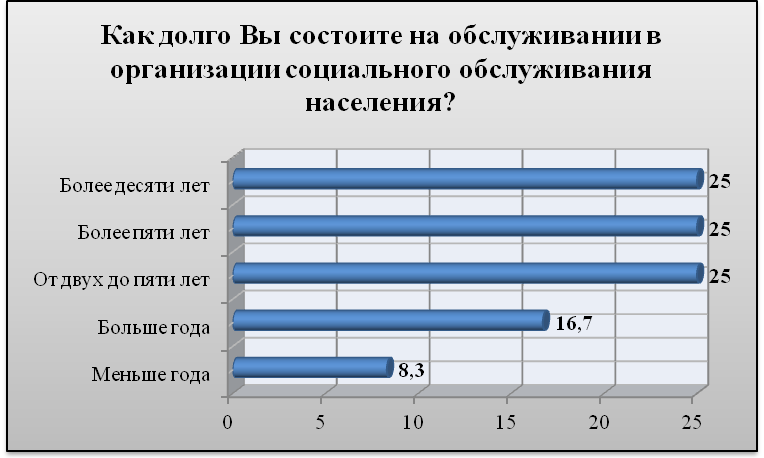 Как долго Вы состоите на обслуживании в
организации социального обслуживания
населения?
Более десяти лет
25
Более пяти лет
25
От двух до пяти лет
25
Больше года
16,7
Меньше года
8,3
0 5 10 15 20 25